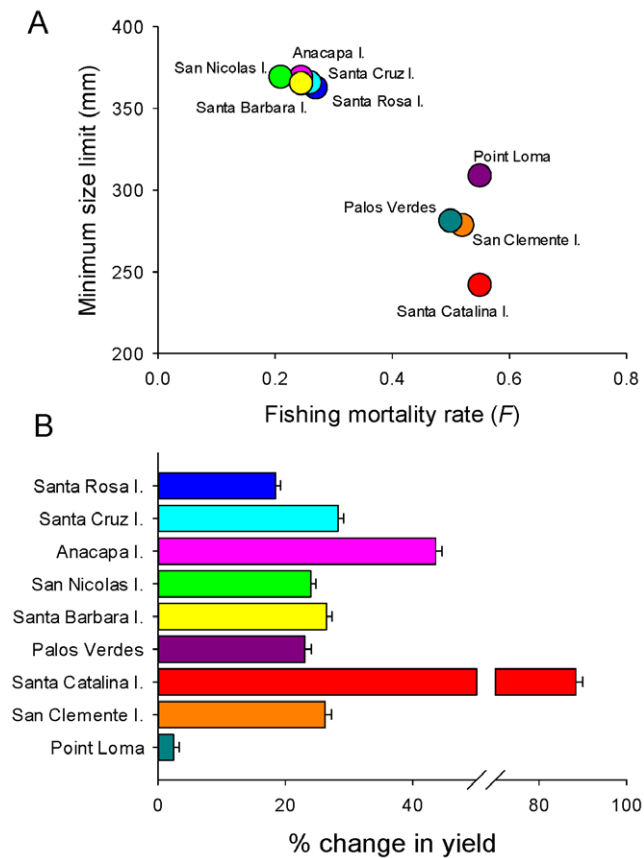 A
400
350
300
250
200
Minimum size limit (mm)
Anacapa I.
San Nicolas I.
Santa Cruz I.
Santa Barbara I.
Santa Rosa I.
Point Loma
Palos Verdes
San Clemente I.
Santa Catalina I.
0.0 0.2 0.4 0.6 0.8
Fishing mortality rate (F)
B
Santa Rosa I.
Santa Cruz I.
Anacapa I.
San Nicolas I.
Santa Barbara I.
Palos Verdes
Santa Catalina I.
San Clemente I.
Point Loma
0 20 40 80 100
% change in yield